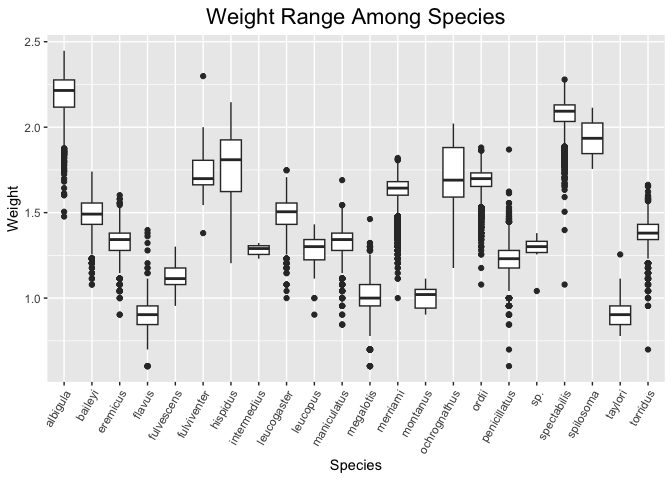 Weight Range Among Species
Weight
2.5
2.0
1.5
1.0
albigula
baileyi
eremicus
flavus
fulvescens
fulviventer
hispidus
intermedius
leucogaster
leucopus
maniculatus
megalotis
merriami
montanus
ochrognathus
ordii
penicillatus
sp.
spectabilis
spilosoma
taylori
torridus
Species